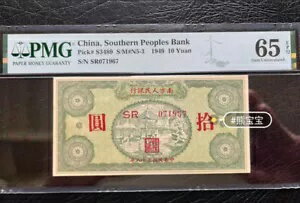 PMG
PAPER MONEY GUARANTY
China, Southern Peoples Bank
Pick# S3480 S/M#N5-3 1949 10 Yuan
S/N SR071967
65 EPQ
Gem Uncirculated
行銀民人方南
SR 071967
圓 拾
#熊宝宝